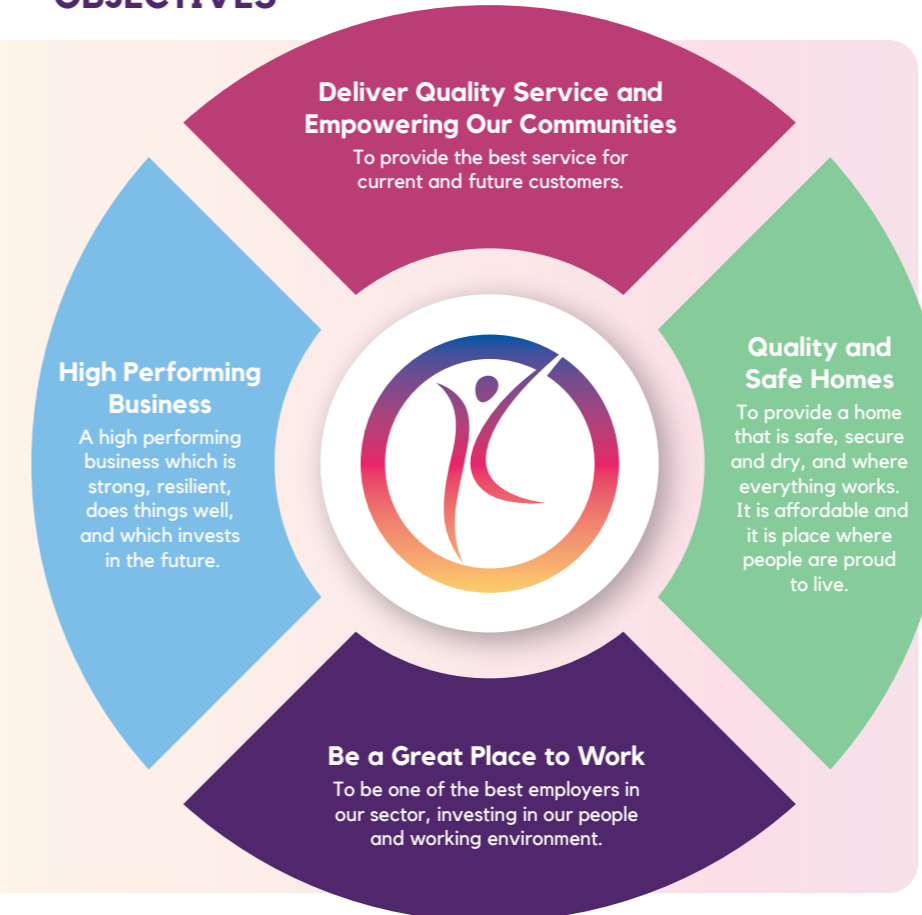 OBJECTIVES
Deliver Quality Service and
Empowering Our Communities
To provide the best service for
current and future customers.
High Performing
Business
A high performing
business which is
strong, resilient,
does things well,
and which invests
in the future.
Quality and
Safe Homes
To provide a home
that is safe, secure
and dry, and where
everything works.
It is affordable and
it is place where
people are proud
to live.
Be a Great Place to Work
To be one of the best employers in
our sector, investing in our people
and working environment.